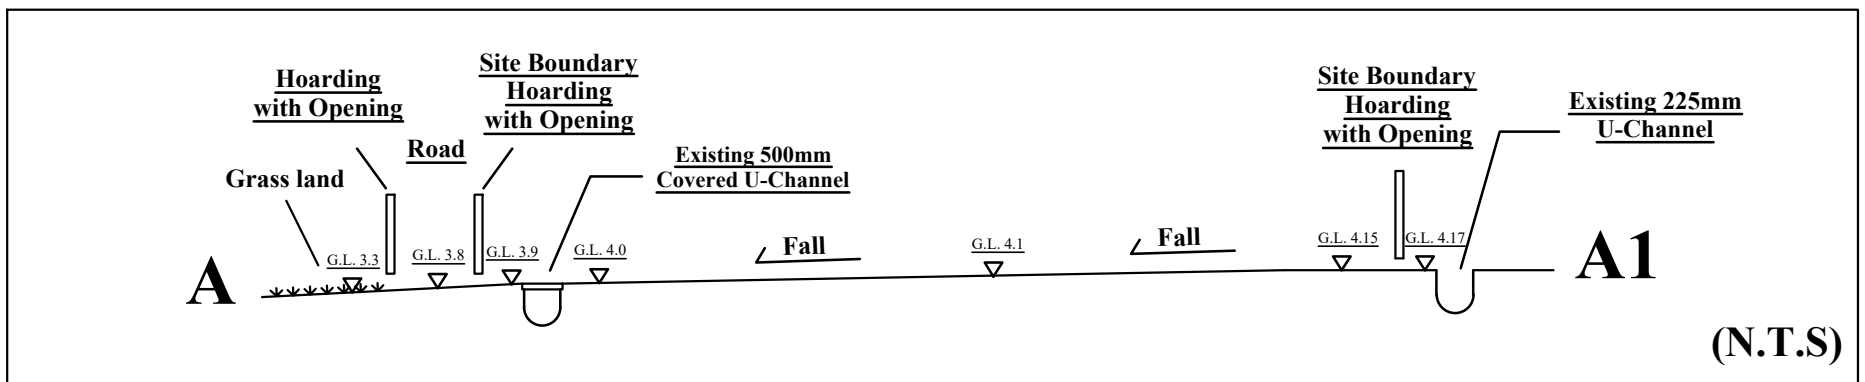 Hoarding
with Opening
Site Boundary
Hoarding
with Opening
Site Boundary
Hoarding
with Opening
Existing 225mm
U-Channel
Road
Existing 500mm
Covered U-Channel
Grass land
G.L. 3.3
G.L. 3.8
G.L. 3.9
G.L. 4.0
Fall
G.L. 4.1
Fall
G.L. 4.15
G.L. 4.17
A
A1
(N.T.S)